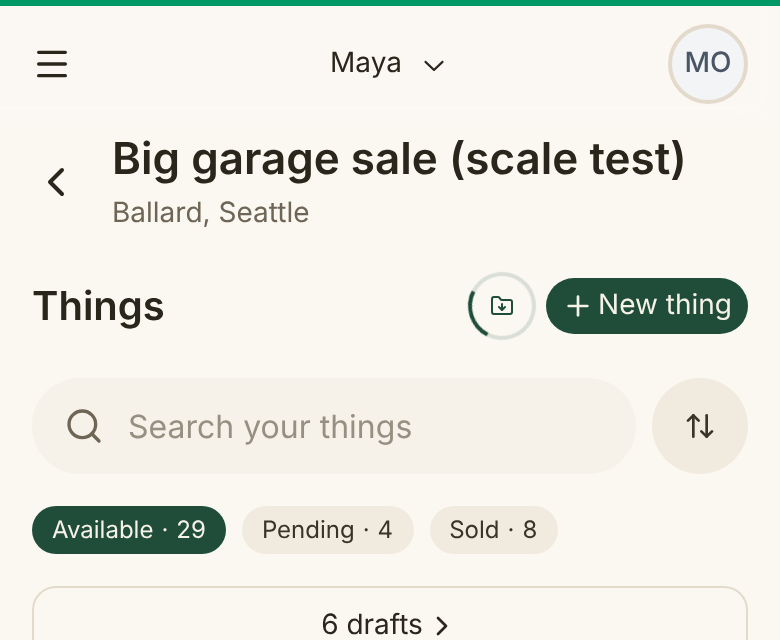 Maya
MO
Big garage sale (scale test)
Ballard, Seattle
Things
New thing
Search your things
Available · 29
Pending · 4
Sold · 8
6 drafts